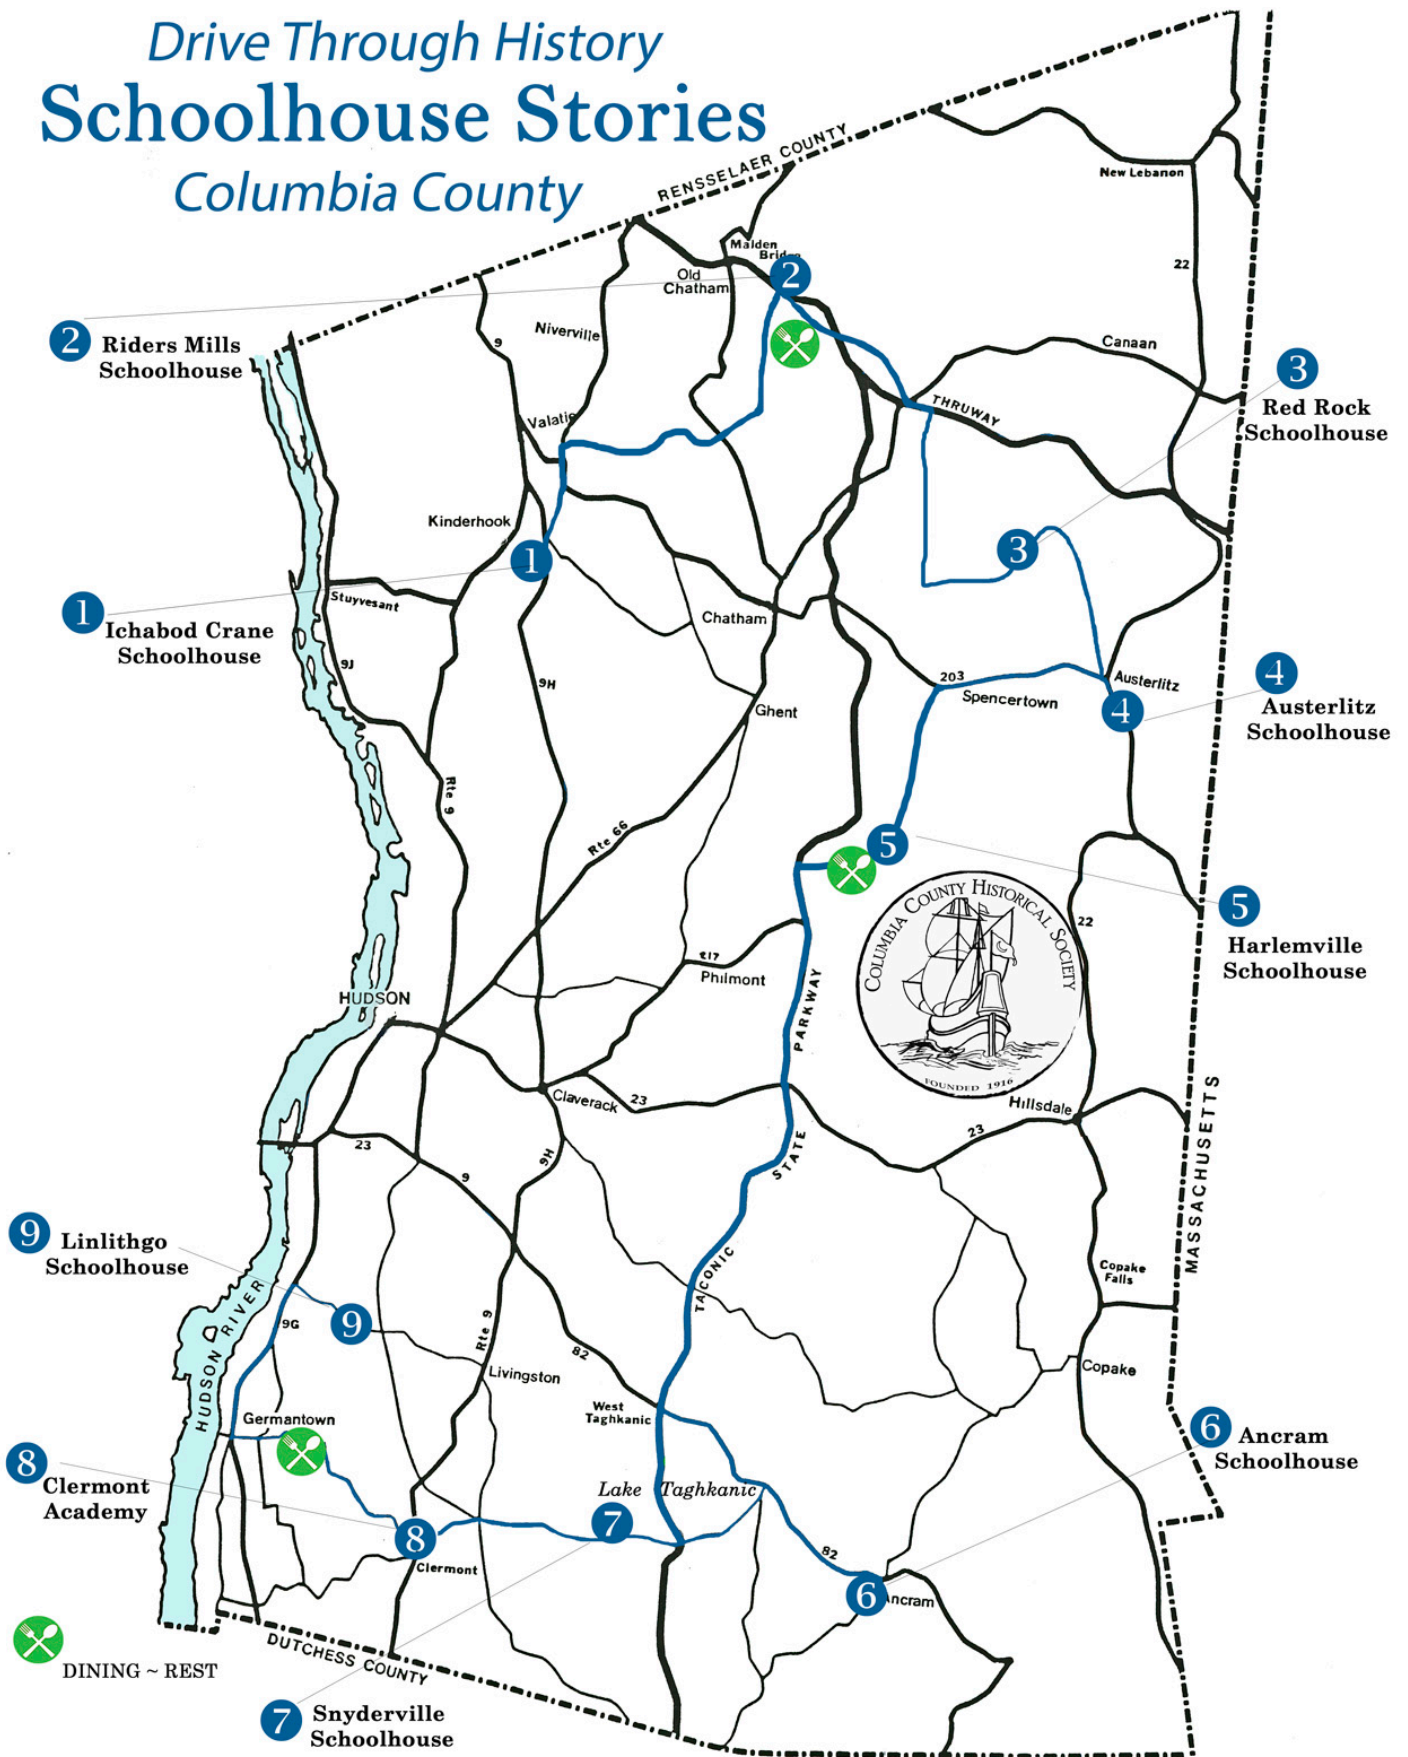 Drive Through History
Schoolhouse Stories
Columbia County
RENSSELAER COUNTY
New Lebanon
Malden
Bridge
Old
Chatham
2
22
2
Riders Mills
Schoolhouse
Niverville
9
Canaan
3
Red Rock
Schoolhouse
THRUWAY
Valatie
Kinderhook
3
1
Stuyvesant
1
Ichabod Crane
Schoolhouse
Chatham
9J
9H
203
Austerlitz
Spencertown
4
4
Austerlitz
Schoolhouse
Ghent
Rte 9
Rte 66
5
5
Harlemville
Schoolhouse
COLUMBIA COUNTY HISTORICAL SOCIETY
FOUNDED 1916
22
217
Philmont
HUDSON
PARKWAY
Claverack
23
Hillsdale
23
MASSACHUSETTS
23
9
9H
STATE
9
Linlithgo
Schoolhouse
TACONIC
Copake
Falls
HUDSON RIVER
9G
9
Rte 9
82
Livingston
Copake
West
Taghkanic
Germantown
6
Ancram
Schoolhouse
8
Clermont
Academy
Lake Taghkanic
7
8
Clermont
82
6
Ancram
DINING ~ REST
DUTCHESS COUNTY
7
Snyderville
Schoolhouse